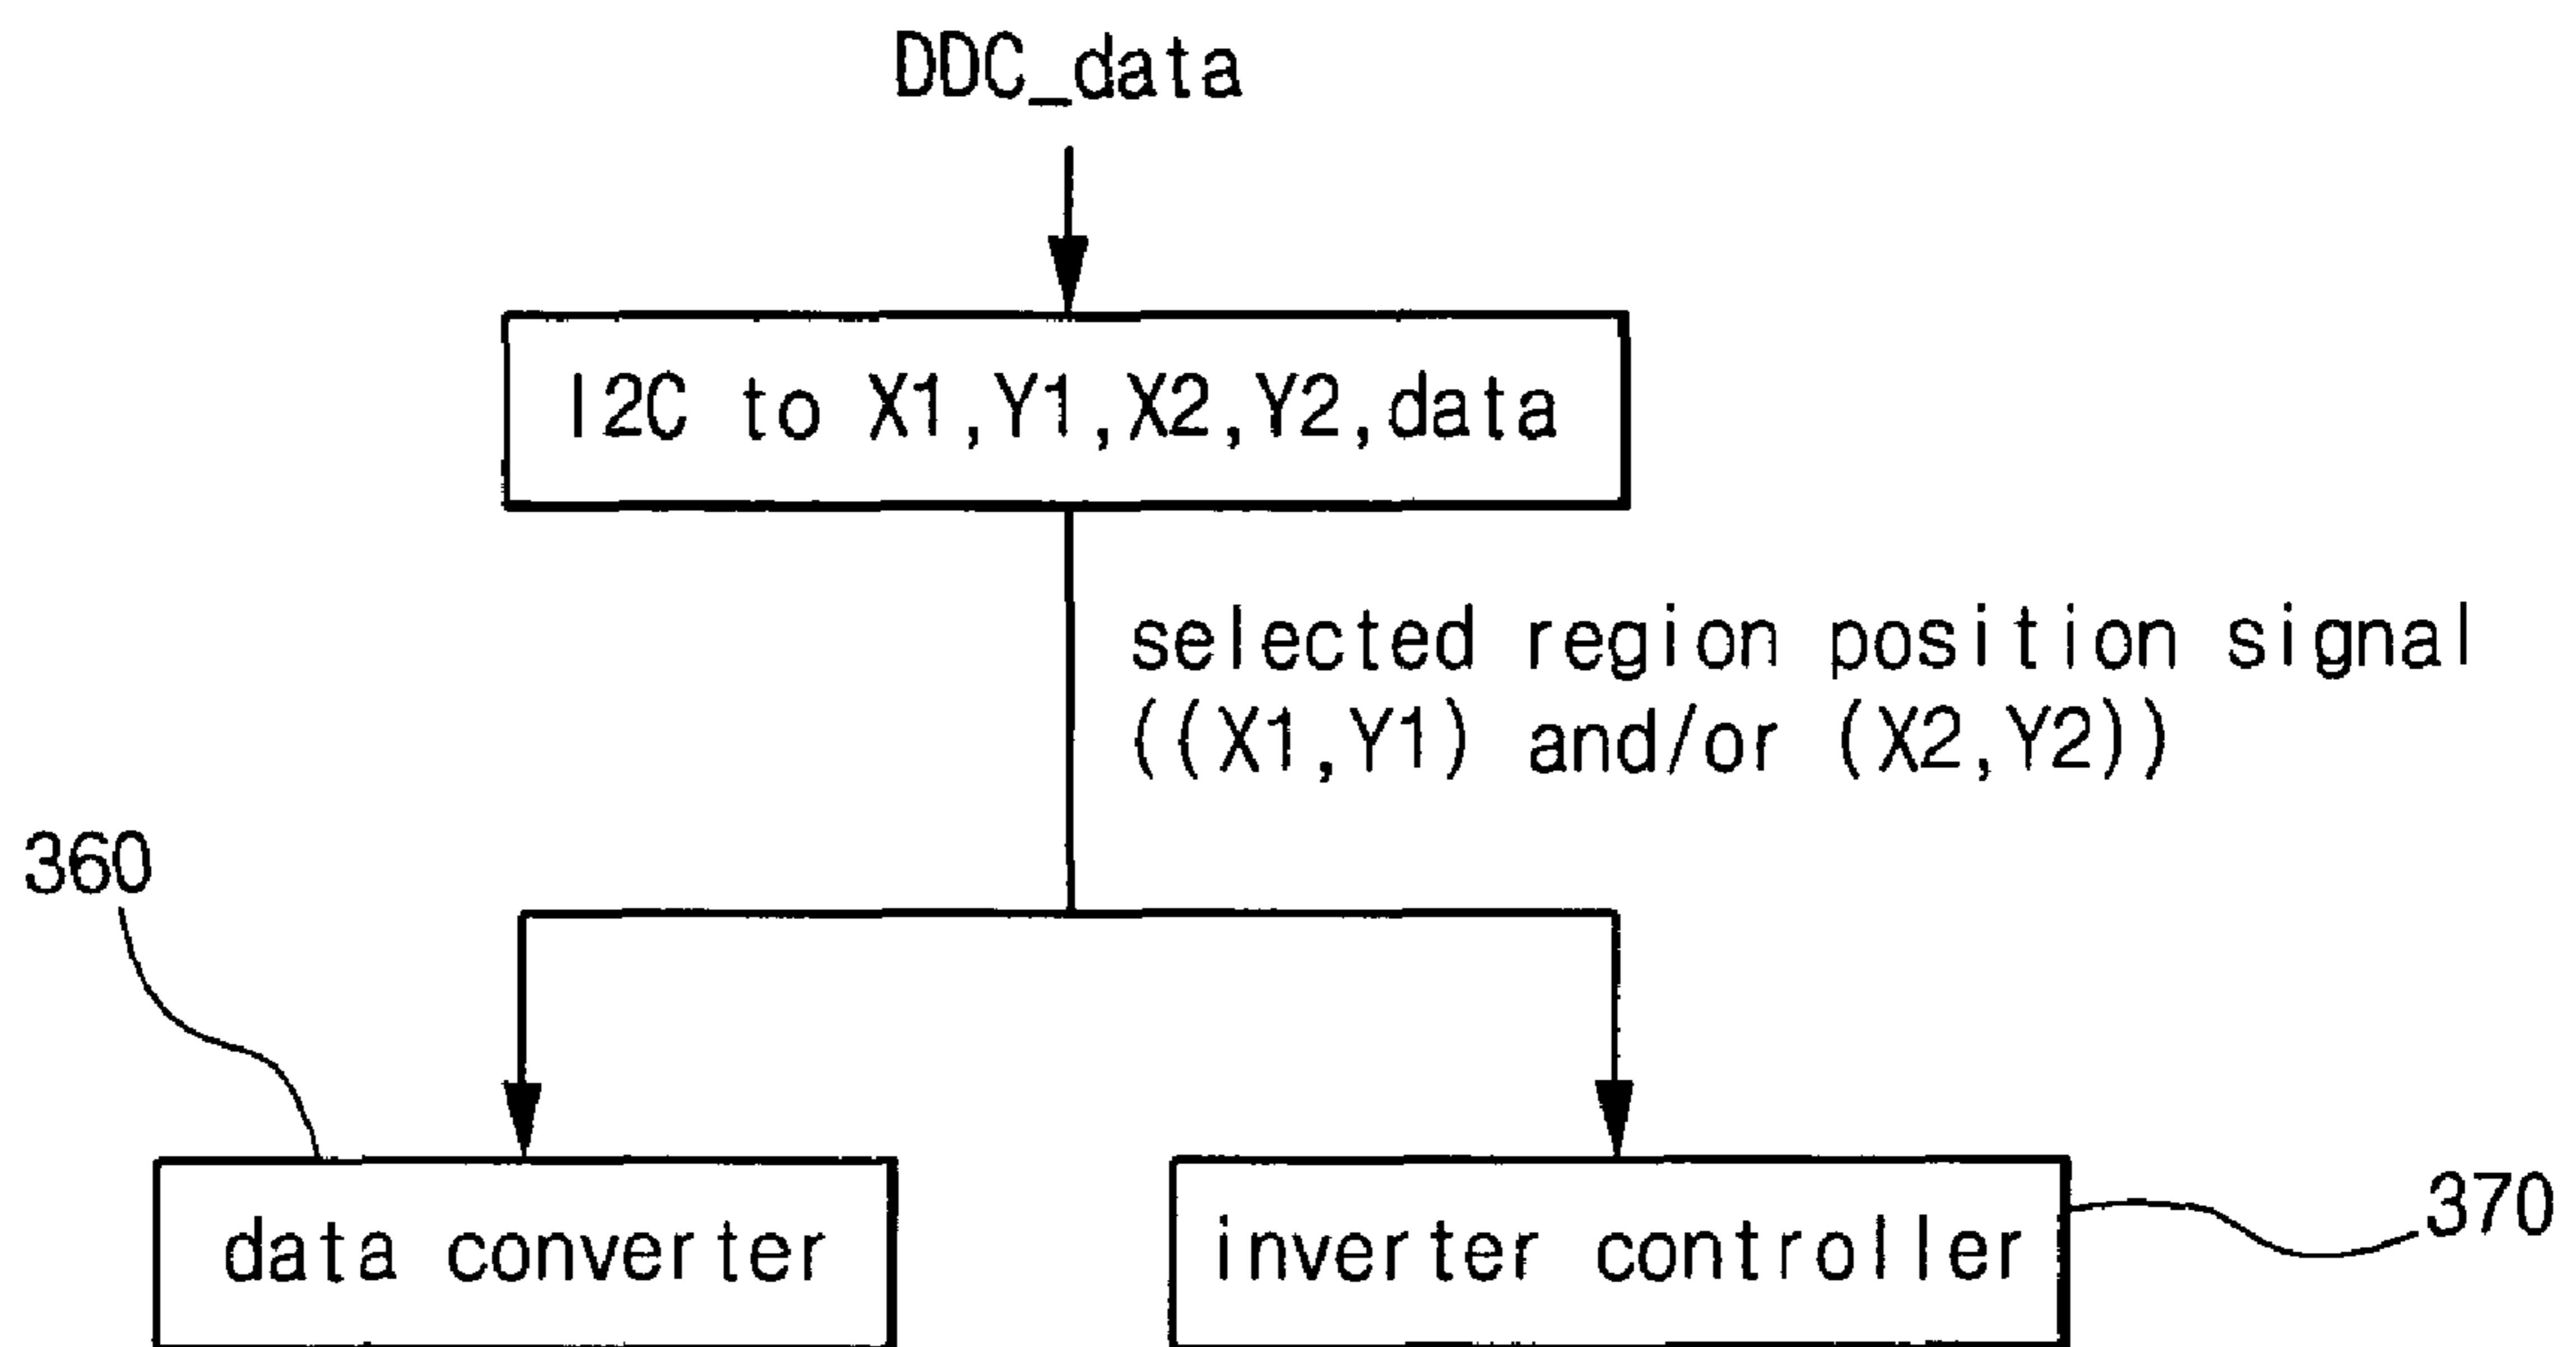 DDC_data
I2C to X1,Y1,X2,Y2,data
selected region position signal
((X1,Y1) and/or (X2,Y2))
360
data converter
inverter controller
370